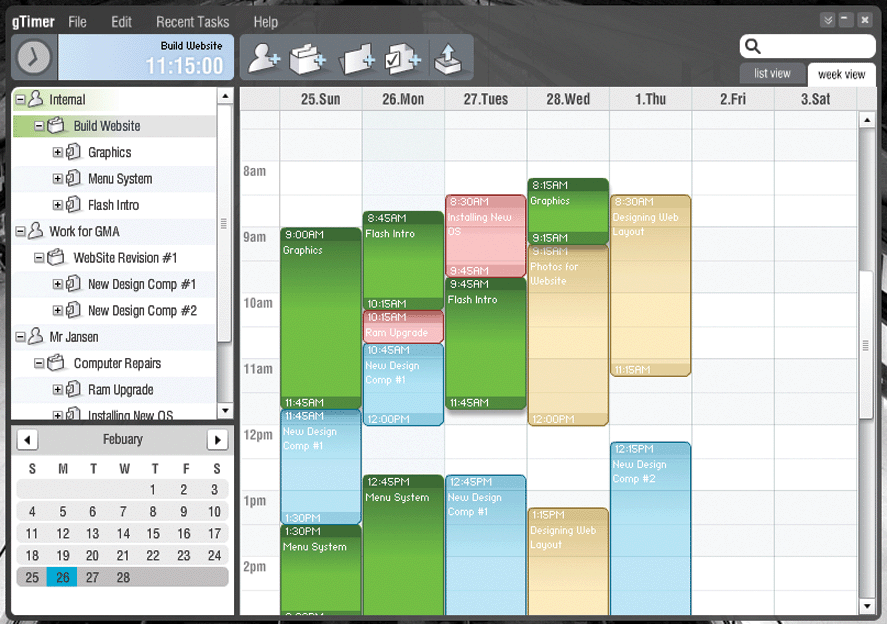 gTimer File Edit Recent Tasks Help
Build Website
11:15:00
list view
week view
Internal
Build Website
Graphics
Menu System
Flash Intro
Work for GMA
WebSite Revision #1
New Design Comp #1
New Design Comp #2
Mr Jansen
Computer Repairs
Ram Upgrade
Installing New OS
Febuary
S M T W T F S
1 2 3
4 5 6 7 8 9 10
11 12 13 14 15 16 17
18 19 20 21 22 23 24
25 26 27 28
25.Sun 26.Mon 27.Tues 28.Wed 1.Thu 2.Fri 3.Sat
8am
9am
10am
11am
12pm
1pm
2pm
9:00AM
Graphics
11:45AM
11:45AM
New Design
Comp #1
1:30PM
1:30PM
Menu System
8:45AM
Flash Intro
10:15AM
10:15AM
Ram Upgrade
10:45AM
New Design
Comp #1
12:00PM
12:45PM
Menu System
8:30AM
Installing New
OS
9:45AM
9:45AM
Flash Intro
11:45AM
12:45PM
New Design
Comp #1
8:15AM
Graphics
9:15AM
9:15AM
Photos for
Website
12:00PM
1:15PM
Designing Web
Layout
8:30AM
Designing Web
Layout
11:15AM
12:15PM
New Design
Comp #2